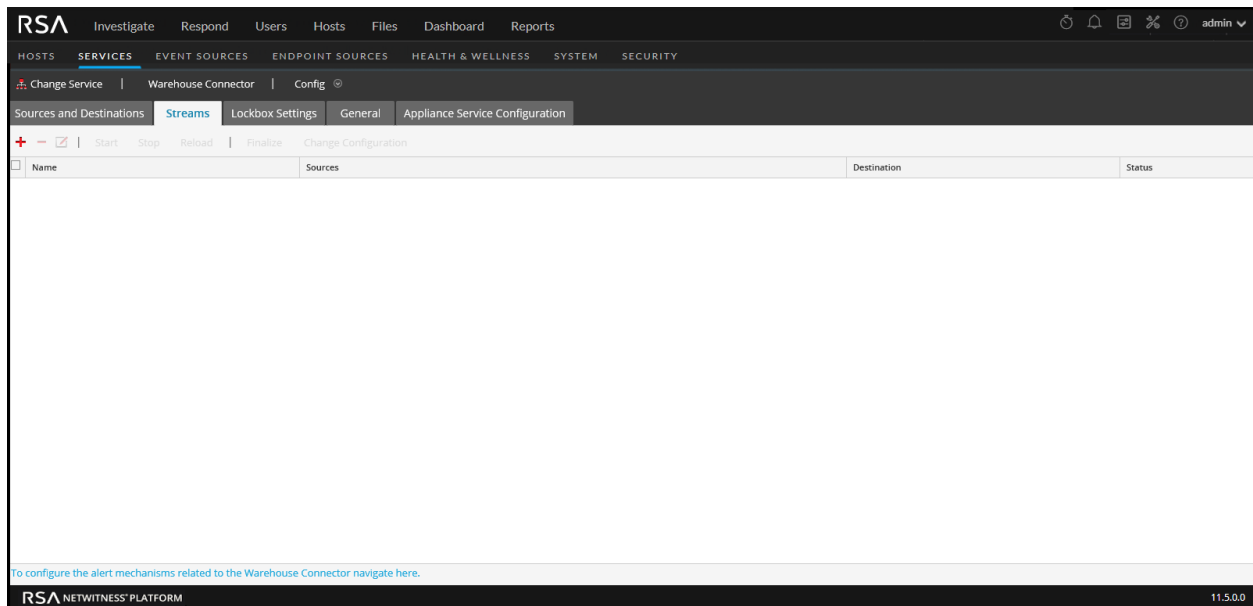 RSA Investigate Respond Users Hosts Files Dashboard Reports admin
HOSTS SERVICES EVENT SOURCES ENDPOINT SOURCES HEALTH & WELLNESS SYSTEM SECURITY
Change Service | Warehouse Connector | Config
Sources and Destinations Streams Lockbox Settings General Appliance Service Configuration
Start Stop Reload | Finalize Change Configuration
Name Sources Destination Status
To configure the alert mechanisms related to the Warehouse Connector navigate here.
RSA NETWITNESS® PLATFORM 11.5.0.0